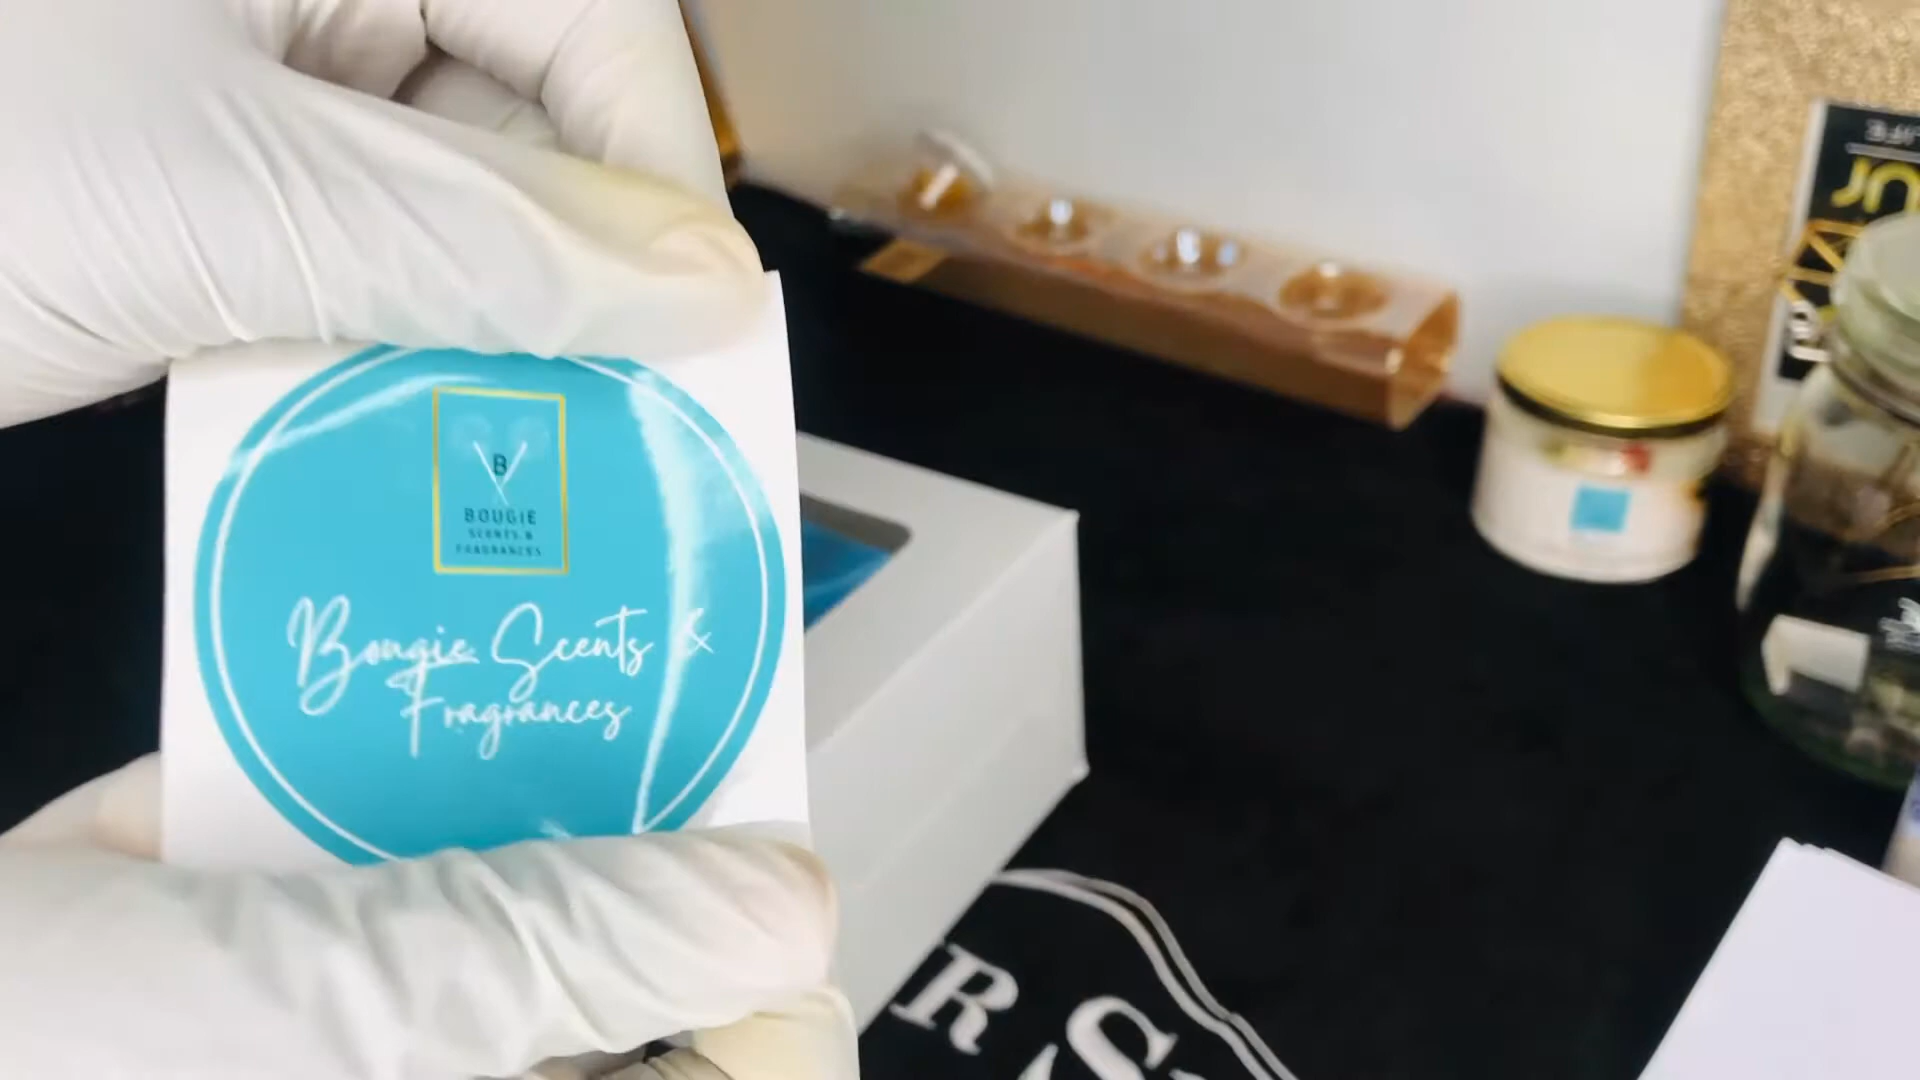 B
BOUGIE
SCENTS &
FRAGRANCES
Bougie Scents &
Fragrances